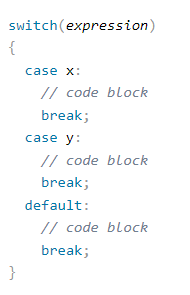 switch(expression)
{
  case x:
    // code block
    break;
  case y:
    // code block
    break;
  default:
    // code block
    break;
}